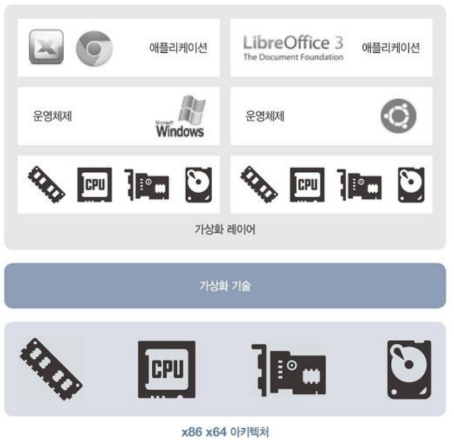 애플리케이션
LibreOffice 3
The Document Foundation
애플리케이션
운영체제
Microsoft
Windows
운영체제
CPU
CPU
가상화 레이어
가상화 기술
CPU
x86 x64 아키텍처